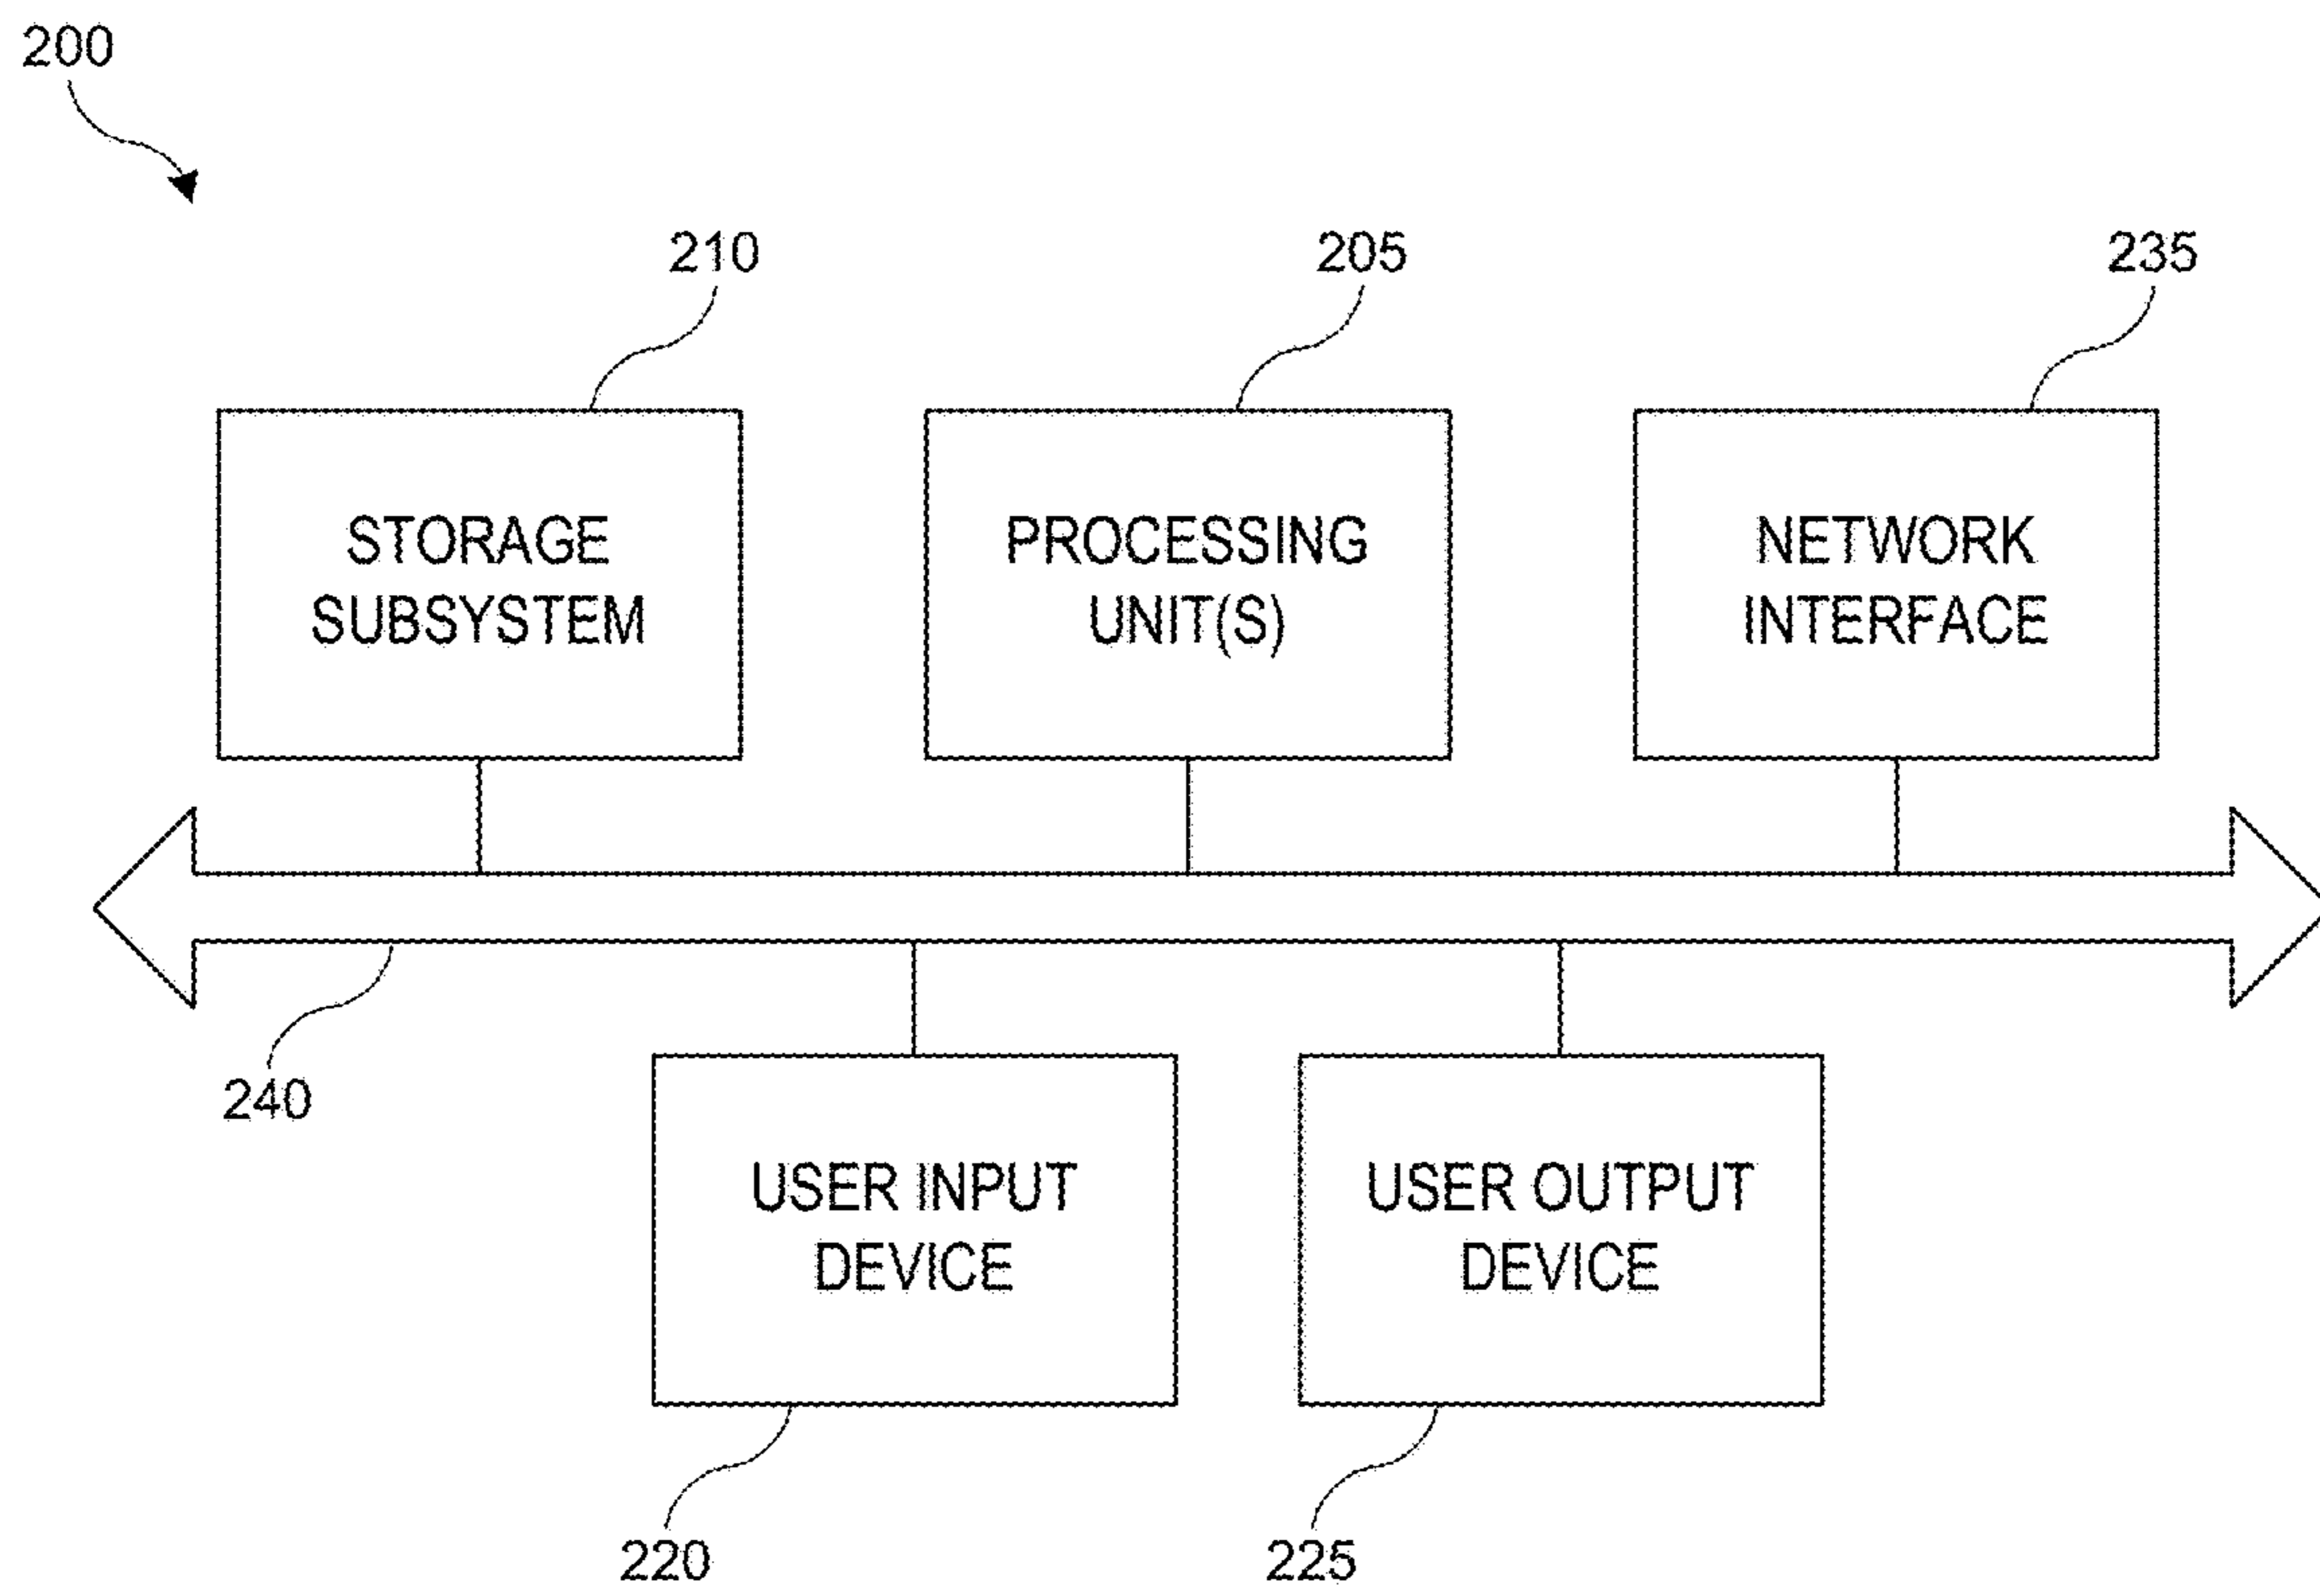 200
210
205
235
STORAGE
SUBSYSTEM
PROCESSING
UNIT(S)
NETWORK
INTERFACE
240
USER INPUT
DEVICE
USER OUTPUT
DEVICE
220
225